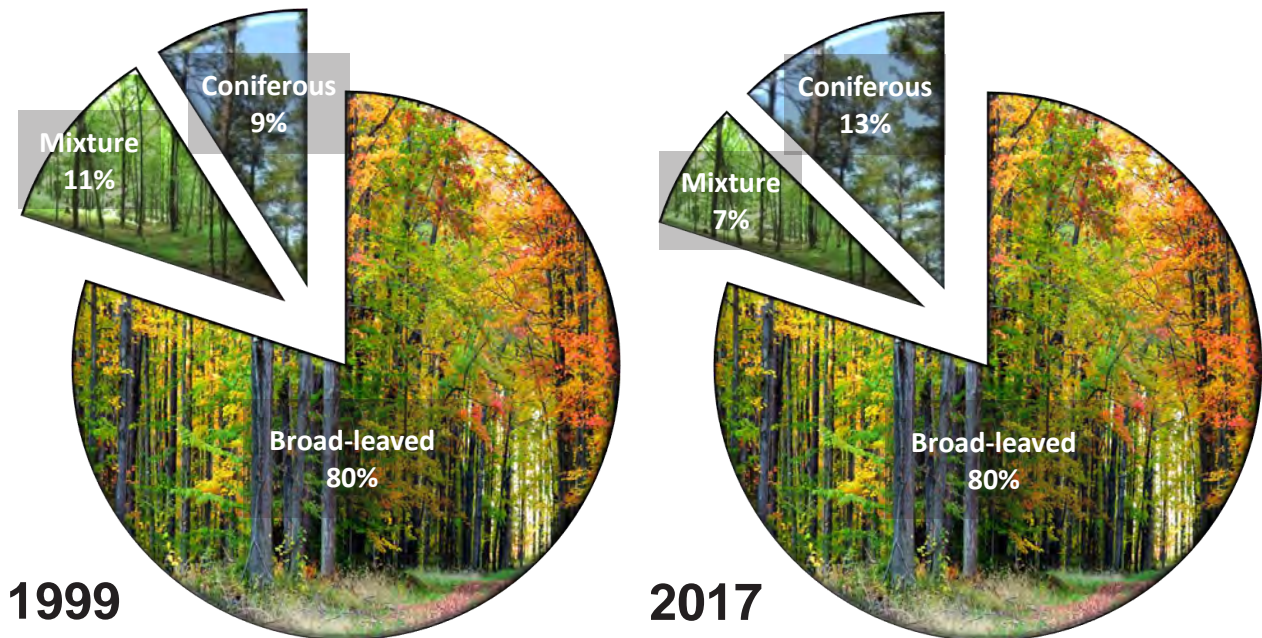 Coniferous
9%
Mixture
11%
Broad-leaved
80%
1999
Coniferous
13%
Mixture
7%
Broad-leaved
80%
2017